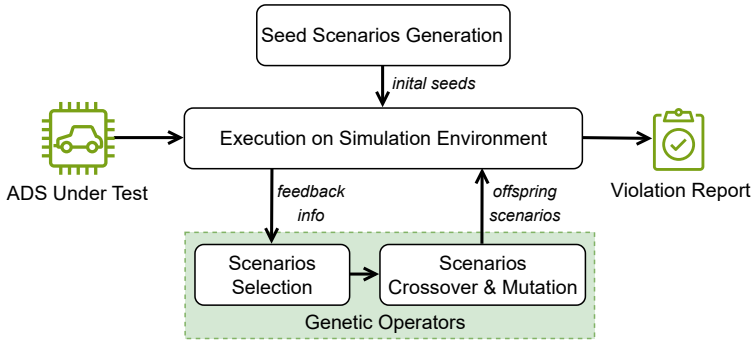 Seed Scenarios Generation
inital seeds
Execution on Simulation Environment
ADS Under Test
Violation Report
feedback
info
offspring
scenarios
Scenarios
Selection
Scenarios
Crossover & Mutation
Genetic Operators